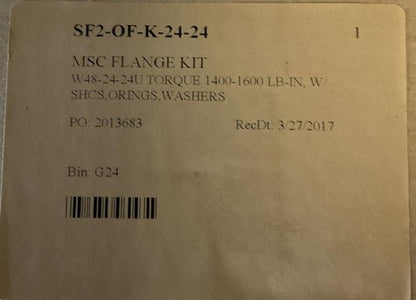 SF2-OF-K-24-24 1
MSC FLANGE KIT
W48-24-24U TORQUE 1400-1600 LB-IN, W/
SHCS,ORINGS,WASHERS
PO: 2013683 RecDt: 3/27/2017
Bin: G24